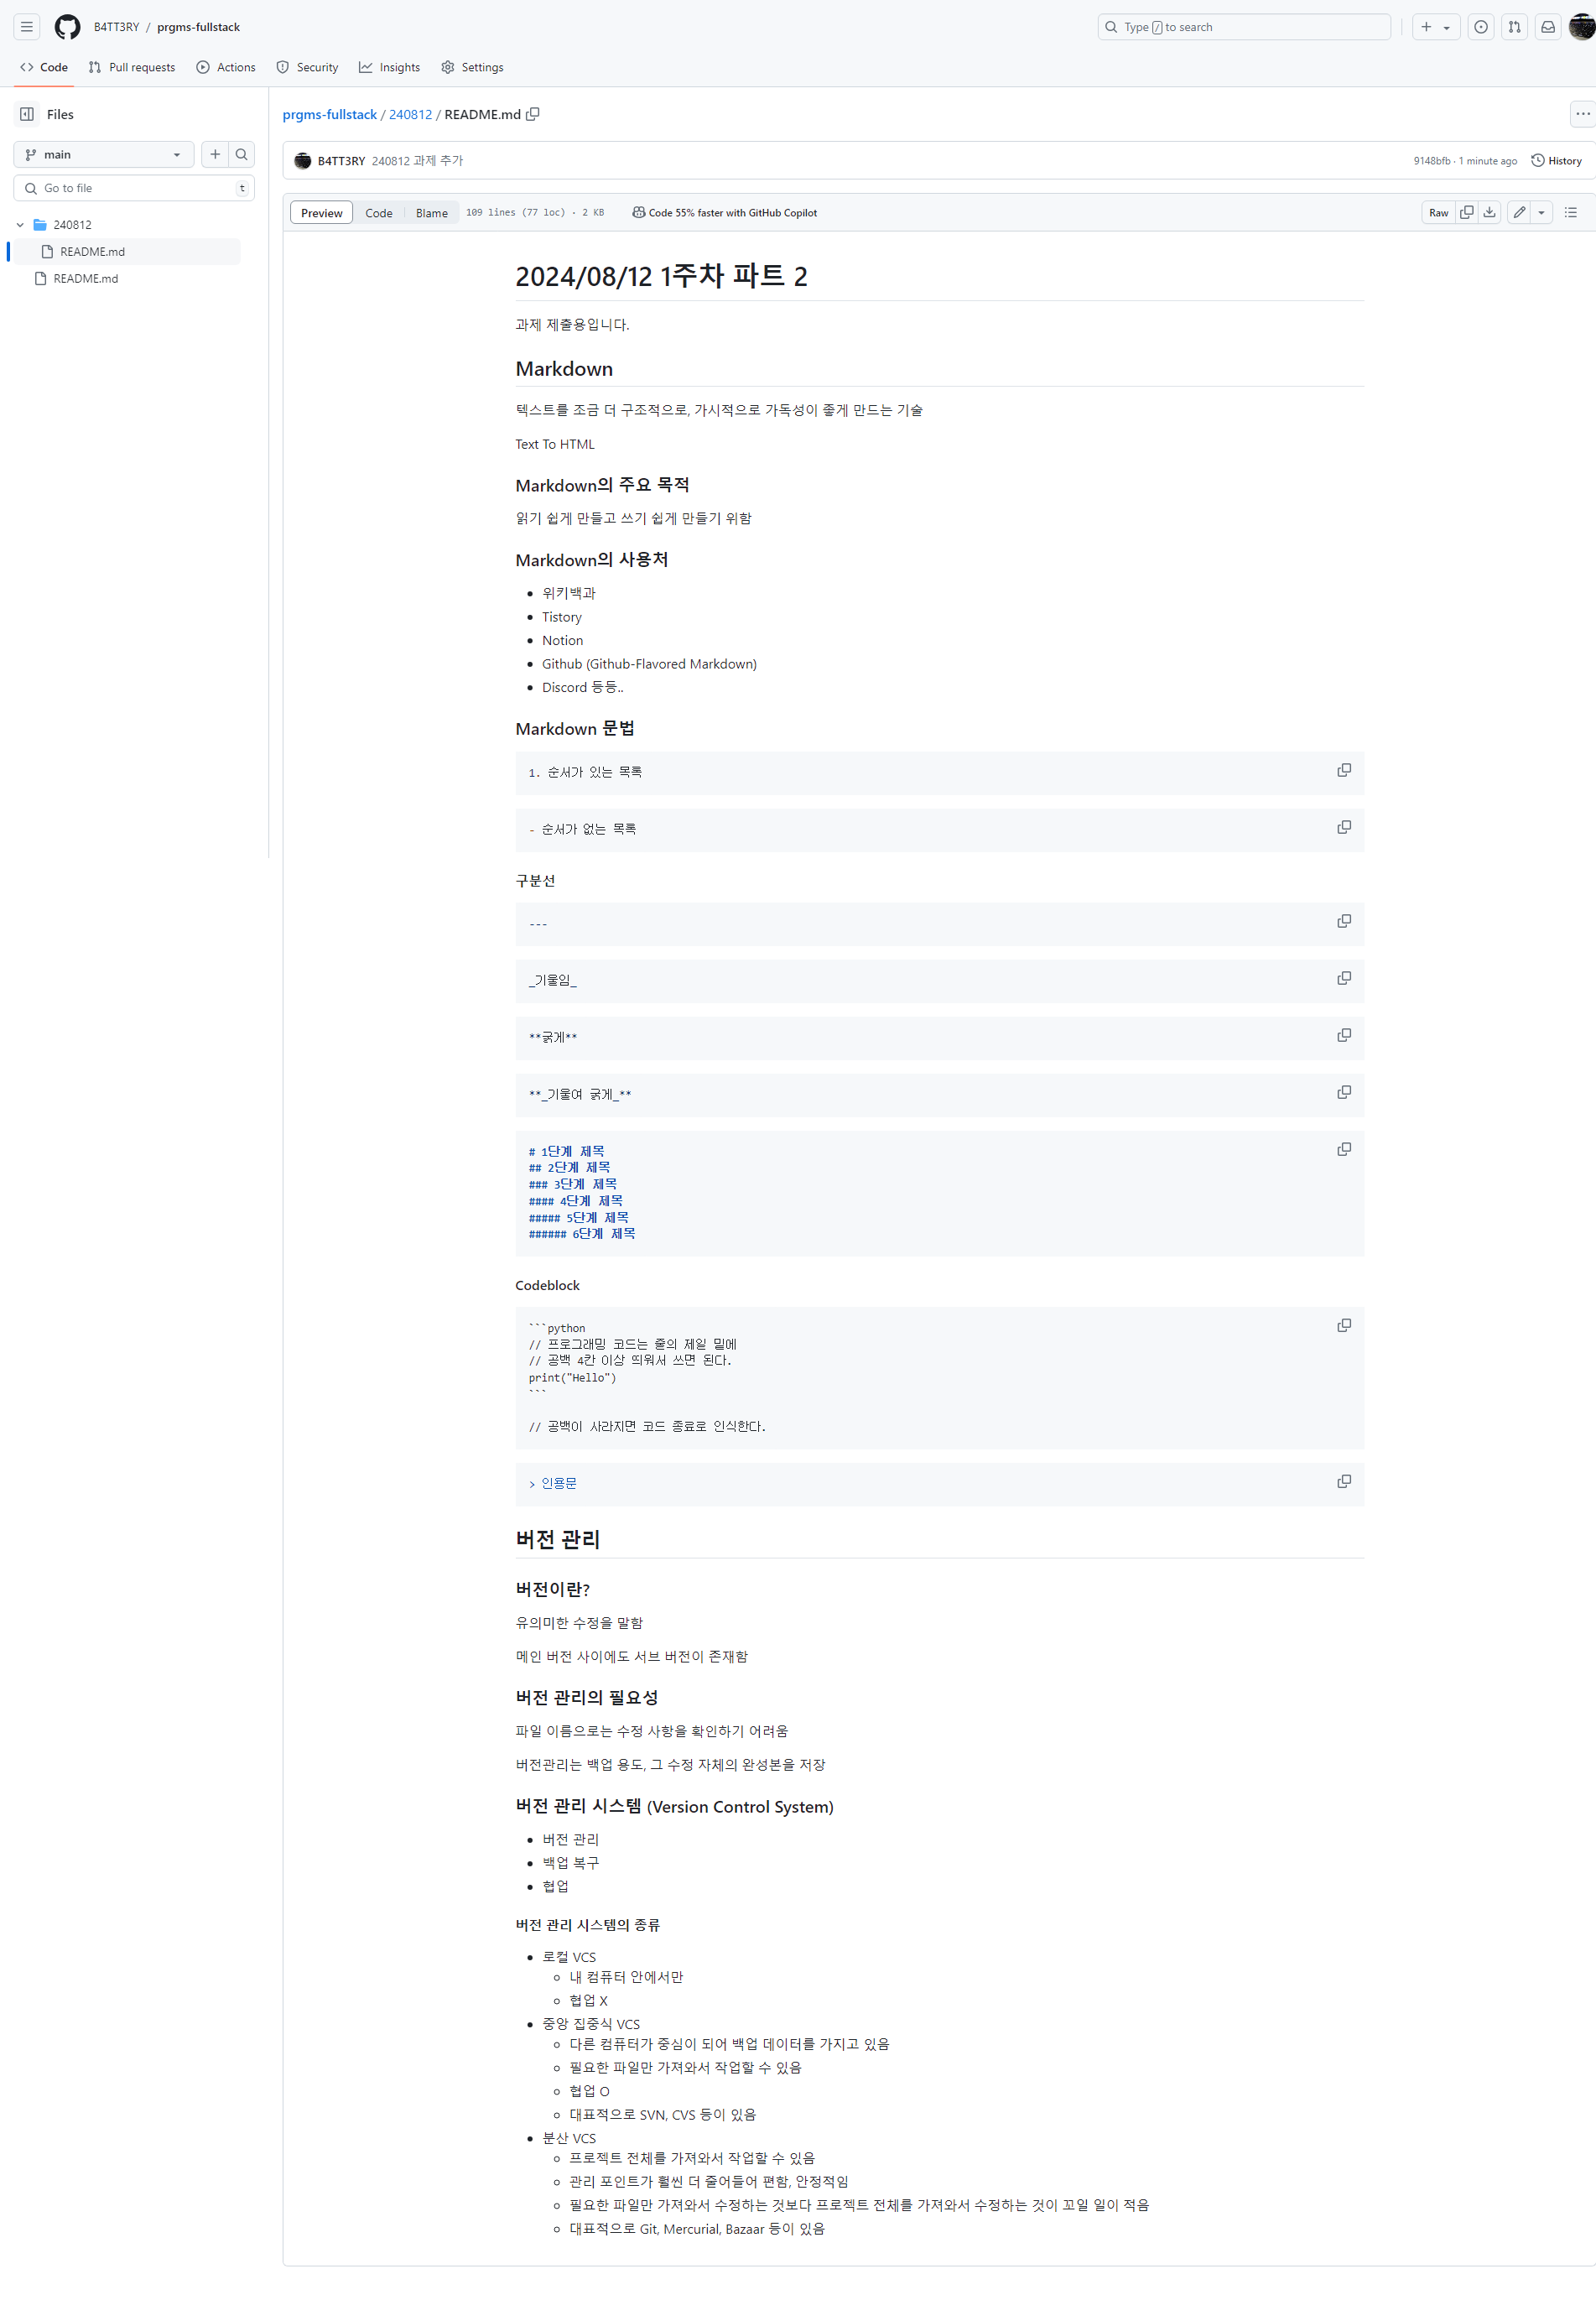 B4TT3RY / prgms-fullstack
Type / to search
Code Pull requests Actions Security Insights Settings
Files
prgms-fullstack / 240812 / README.md
main
B4TT3RY 240812 과제 추가
9148bfb · 1 minute ago History
Go to file t
Preview Code Blame 109 lines (77 loc) · 2 KB Code 55% faster with GitHub Copilot Raw
240812
README.md
README.md
2024/08/12 1주차 파트 2
과제 제출용입니다.
Markdown
텍스트를 조금 더 구조적으로, 가시적으로 가독성이 좋게 만드는 기술
Text To HTML
Markdown의 주요 목적
읽기 쉽게 만들고 쓰기 쉽게 만들기 위함
Markdown의 사용처
위키백과
Tistory
Notion
Github (Github-Flavored Markdown)
Discord 등등..
Markdown 문법
1. 순서가 있는 목록
- 순서가 없는 목록
구분선
---
_기울임_
**굵게**
**_기울여 굵게_**
# 1단계 제목
## 2단계 제목
### 3단계 제목
#### 4단계 제목
##### 5단계 제목
###### 6단계 제목
Codeblock
```python
// 프로그래밍 코드는 줄의 제일 밑에
// 공백 4칸 이상 띄워서 쓰면 된다.
print("Hello")
```
// 공백이 사라지면 코드 종료로 인식한다.
> 인용문
버전 관리
버전이란?
유의미한 수정을 말함
메인 버전 사이에도 서브 버전이 존재함
버전 관리의 필요성
파일 이름으로는 수정 사항을 확인하기 어려움
버전관리는 백업 용도, 그 수정 자체의 완성본을 저장
버전 관리 시스템 (Version Control System)
버전 관리
백업 복구
협업
버전 관리 시스템의 종류
로컬 VCS
내 컴퓨터 안에서만
협업 X
중앙 집중식 VCS
다른 컴퓨터가 중심이 되어 백업 데이터를 가지고 있음
필요한 파일만 가져와서 작업할 수 있음
협업 O
대표적으로 SVN, CVS 등이 있음
분산 VCS
프로젝트 전체를 가져와서 작업할 수 있음
관리 포인트가 훨씬 더 줄어들어 편함, 안정적임
필요한 파일만 가져와서 수정하는 것보다 프로젝트 전체를 가져와서 수정하는 것이 꼬일 일이 적음
대표적으로 Git, Mercurial, Bazaar 등이 있음